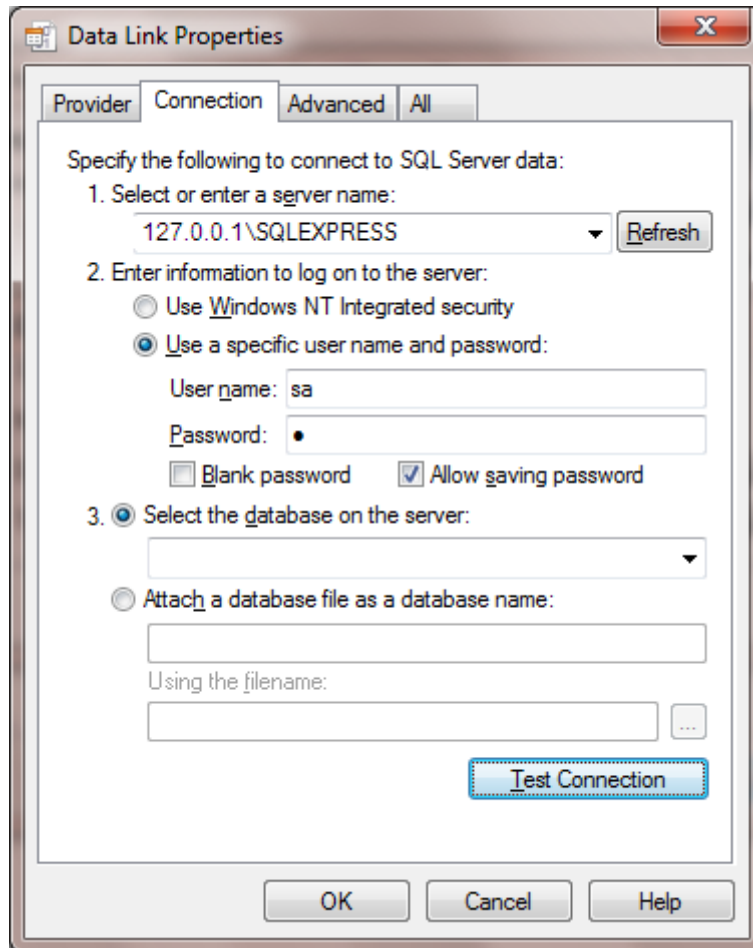 Data Link Properties
Provider Connection Advanced All
Specify the following to connect to SQL Server data:
1. Select or enter a server name:
127.0.0.1\SQLEXPRESS Refresh
2. Enter information to log on to the server:
Use Windows NT Integrated security
Use a specific user name and password:
User name: sa
Password: ●
Blank password Allow saving password
3. Select the database on the server:
Attach a database file as a database name:
Using the filename:
...
Test Connection
OK Cancel Help